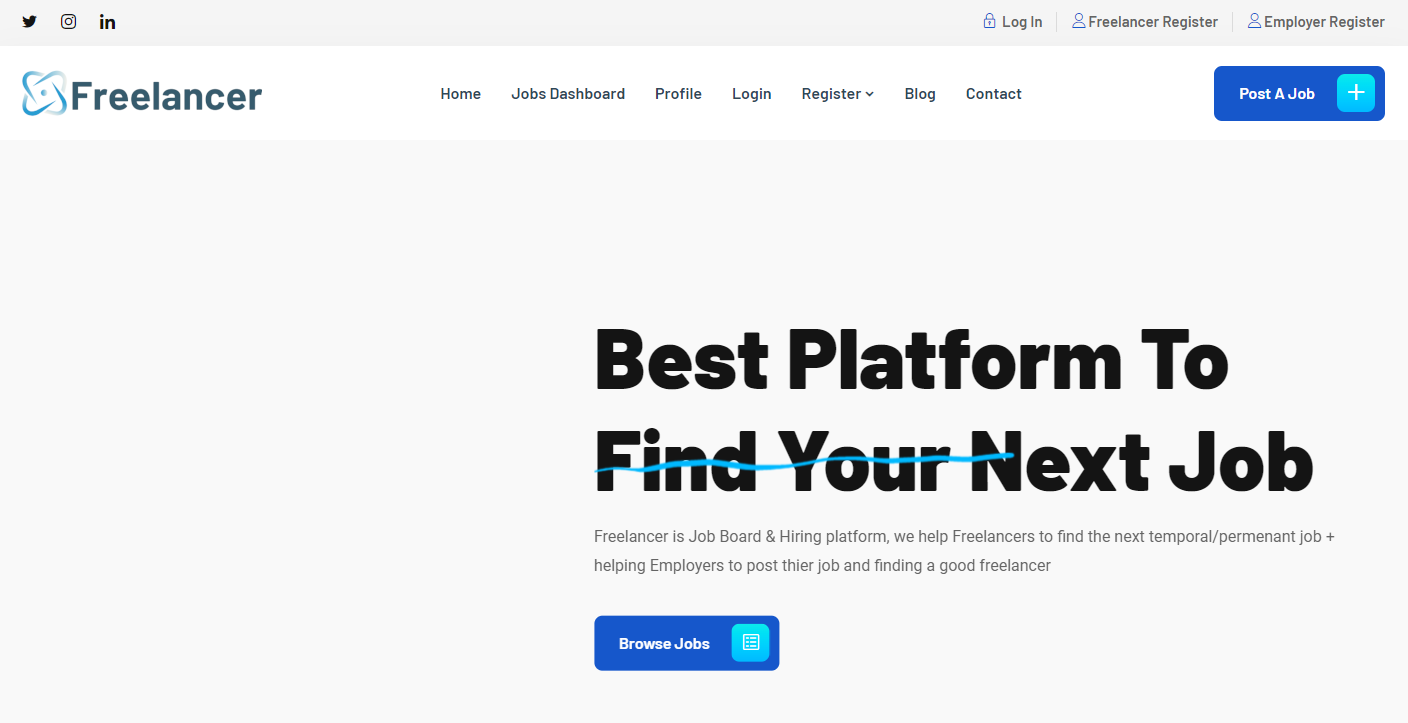 Log In
Freelancer Register
Employer Register
Freelancer
Home
Jobs Dashboard
Profile
Login
Register
Blog
Contact
Post A Job
Best Platform To
Find Your Next Job
Freelancer is Job Board & Hiring platform, we help Freelancers to find the next temporal/permenant job +
helping Employers to post thier job and finding a good freelancer
Browse Jobs